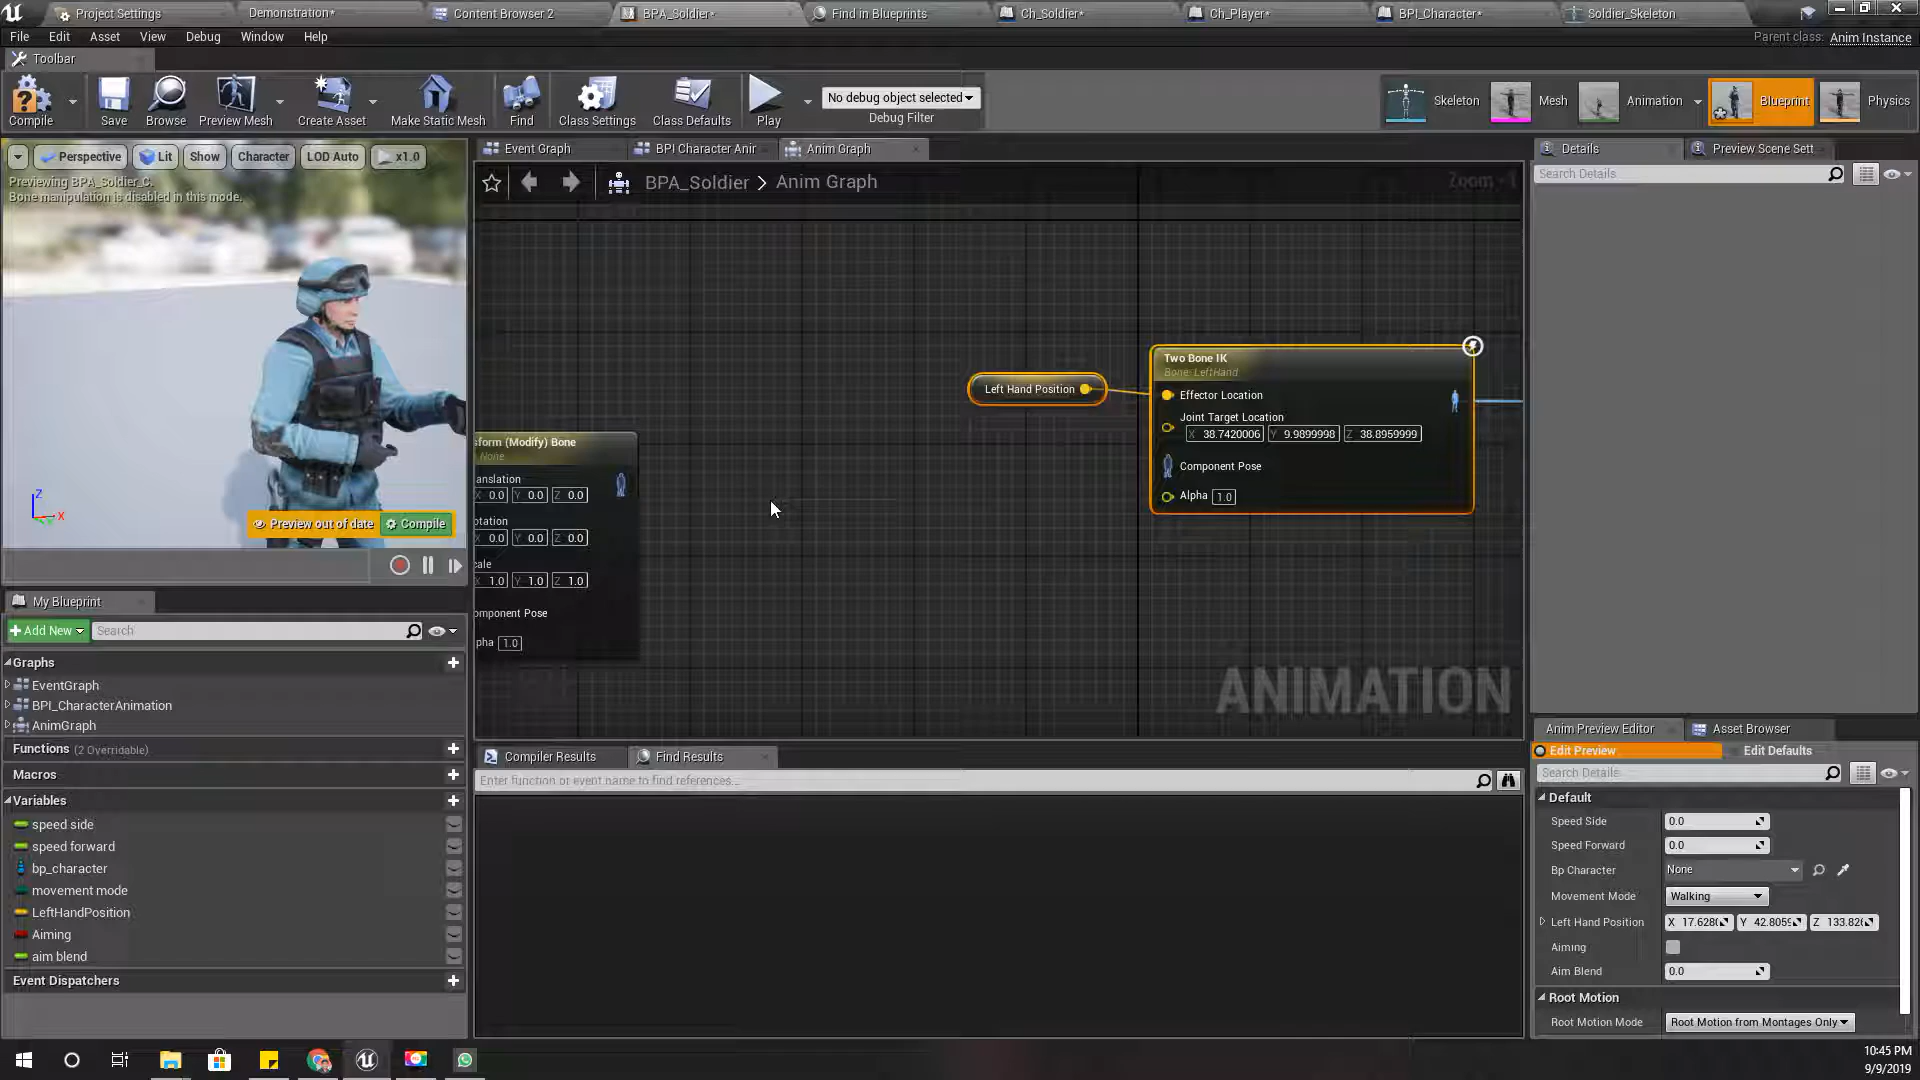 Project Settings
Demonstration*
Content Browser 2
BPA_Soldier*
Find in Blueprints
Ch_Soldier*
Ch_Player*
BPI_Character*
Soldier_Skeleton
File Edit Asset View Debug Window Help
Parent class: Anim Instance
Toolbar
Compile
Save
Browse
Preview Mesh
Create Asset
Make Static Mesh
Find
Class Settings
Class Defaults
Play
No debug object selected
Debug Filter
Skeleton
Mesh
Animation
Blueprint
Physics
Perspective
Lit
Show
Character
LOD Auto
x1.0
Previewing BPA_Soldier_C.
Bone manipulation is disabled in this mode.
Z
X
Preview out of date
Compile
Event Graph
BPI Character Anir
Anim Graph
BPA_Soldier > Anim Graph
Zoom -1
Left Hand Position
Two Bone IK
Bone: LeftHand
Effector Location
Joint Target Location
X 38.7420006 Y 9.9899998 Z 38.8959999
Component Pose
Alpha 1.0
sform (Modify) Bone
None
anslation
X 0.0 Y 0.0 Z 0.0
otation
X 0.0 Y 0.0 Z 0.0
cale
X 1.0 Y 1.0 Z 1.0
omponent Pose
pha 1.0
ANIMATION
My Blueprint
Add New
Search
Graphs
EventGraph
BPI_CharacterAnimation
AnimGraph
Functions (2 Overridable)
Macros
Variables
speed side
speed forward
bp_character
movement mode
LeftHandPosition
Aiming
aim blend
Event Dispatchers
Compiler Results
Find Results
Enter function or event name to find references...
Details
Preview Scene Sett
Search Details
Anim Preview Editor
Asset Browser
Edit Preview
Edit Defaults
Search Details
Default
Speed Side 0.0
Speed Forward 0.0
Bp Character None
Movement Mode Walking
Left Hand Position X 17.628( Y 42.8059 Z 133.82(
Aiming
Aim Blend 0.0
Root Motion
Root Motion Mode Root Motion from Montages Only
10:45 PM
9/9/2019